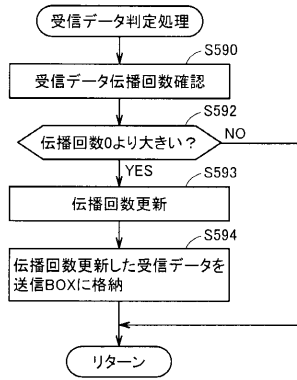 受信データ判定処理
S590
受信データ伝播回数確認
S592
伝播回数0より大きい？
NO
YES
S593
伝播回数更新
S594
伝播回数更新した受信データを
送信BOXに格納
リターン